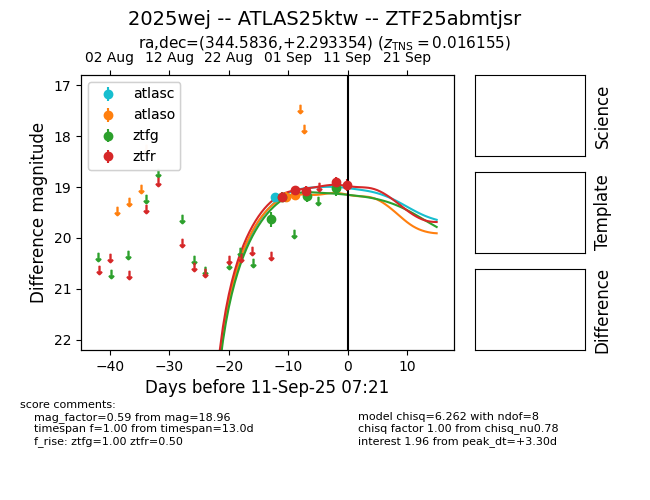 2025wej -- ATLAS25ktw -- ZTF25abmtjsr
ra,dec=(344.5836,+2.293354) (z_TNS = 0.016155)
02 Aug 12 Aug 22 Aug 01 Sep 11 Sep 21 Sep
atlasc
atlaso
ztfg
ztfr
17
18
19
20
21
22
Difference magnitude
−40 −30 −20 −10 0 10
Days before 11-Sep-25 07:21
Science
Template
Difference
score comments:
mag_factor=0.59 from mag=18.96
timespan f=1.00 from timespan=13.0d
f_rise: ztfg=1.00 ztfr=0.50
model chisq=6.262 with ndof=8
chisq factor 1.00 from chisq_nu0.78
interest 1.96 from peak_dt=+3.30d